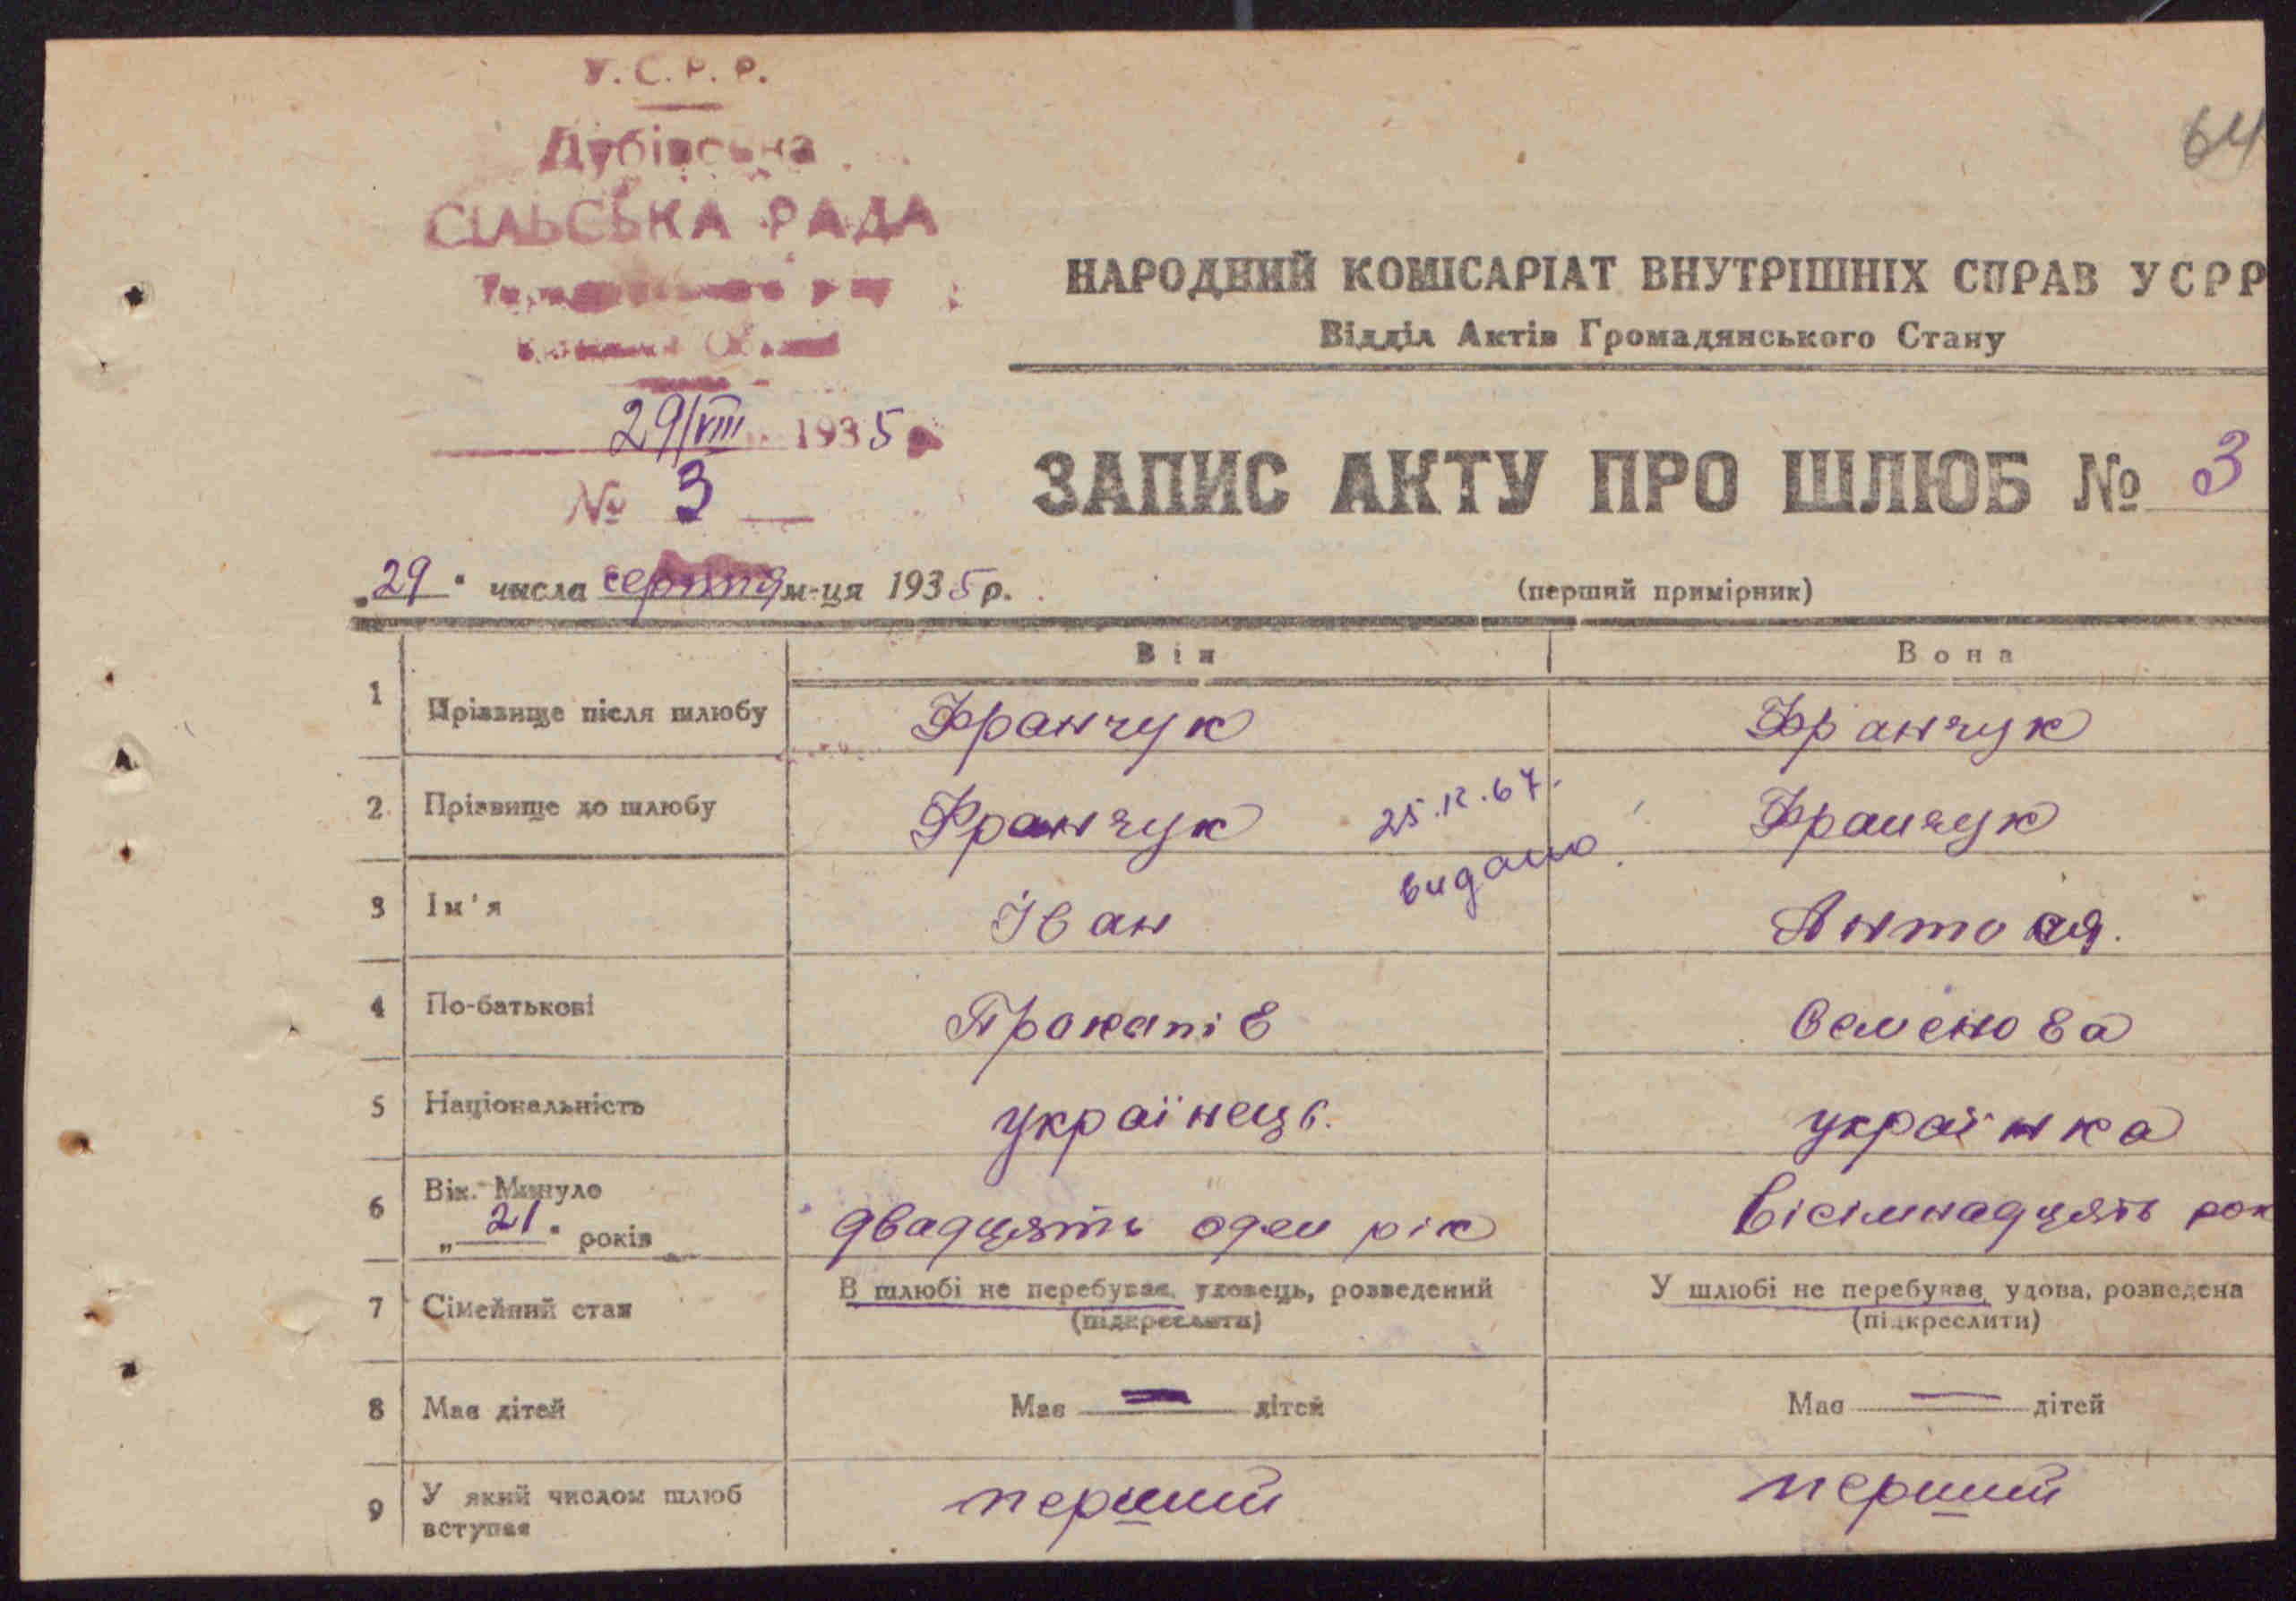 У.С.Р.Р.
Дубівська
СІЛЬСЬКА РАДА
29/VIII 1935
№ 3
64
НАРОДНИЙ КОМІСАРІАТ ВНУТРІШНІХ СПРАВ УСРР
Відділ Актів Громадянського Стану
ЗАПИС АКТУ ПРО ШЛЮБ № 3
„29“ числа серпня м-ця 1935 р.
(перший примірник)
Він Вона
1 Прізвище після шлюбу Франчук Франчук
2 Прізвище до шлюбу Франчук Франчук
25.IX.67.
видано
3 Ім'я Іван
4 По-батькові Прокопів Семенова
5 Національність українець. українка
6 Вік. Минуло „21“ років двадцять оден рік Вісімнадцять рок
7 Сімейний стан В шлюбі не перебуває, удовець, розведений (підкреслити) У шлюбі не перебуває, удова, розведена (підкреслити)
8 Має дітей Має — дітей Має — дітей
9 У який числом шлюб вступає перший перший